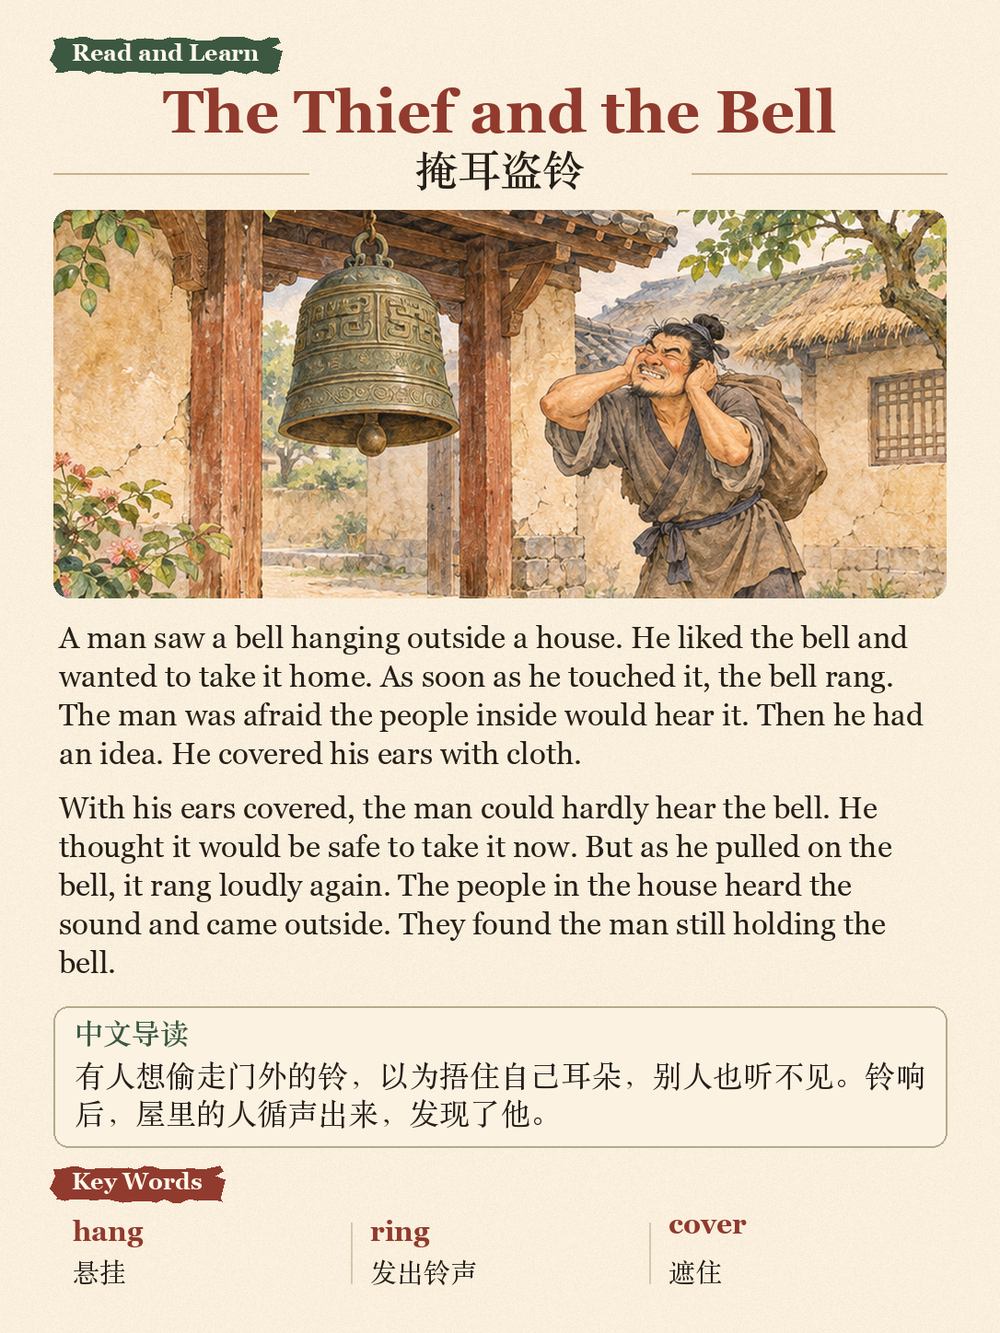 Read and Learn
The Thief and the Bell
掩耳盗铃
A man saw a bell hanging outside a house. He liked the bell and
wanted to take it home. As soon as he touched it, the bell rang.
The man was afraid the people inside would hear it. Then he had
an idea. He covered his ears with cloth.
With his ears covered, the man could hardly hear the bell. He
thought it would be safe to take it now. But as he pulled on the
bell, it rang loudly again. The people in the house heard the
sound and came outside. They found the man still holding the
bell.
中文导读
有人想偷走门外的铃，以为捂住自己耳朵，别人也听不见。铃响
后，屋里的人循声出来，发现了他。
Key Words
hang
悬挂
ring
发出铃声
cover
遮住